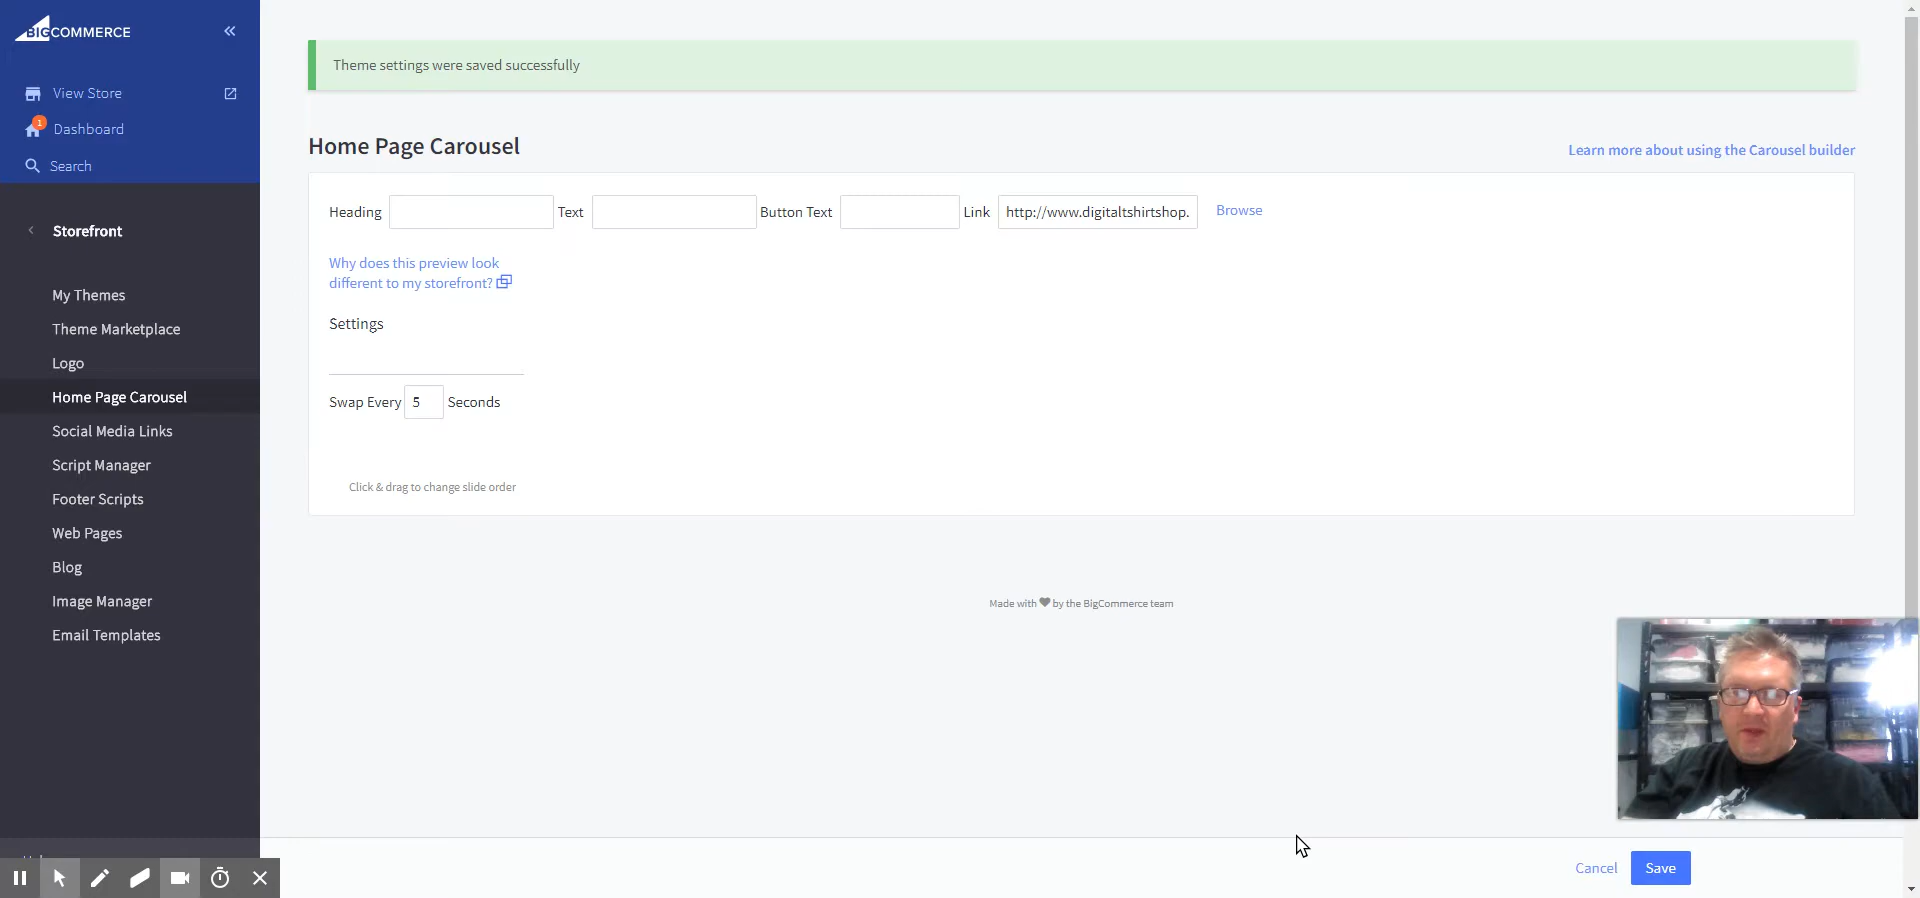 BIGCOMMERCE
View Store
1
Dashboard
Search
Storefront
My Themes
Theme Marketplace
Logo
Home Page Carousel
Social Media Links
Script Manager
Footer Scripts
Web Pages
Blog
Image Manager
Email Templates
Theme settings were saved successfully
Home Page Carousel
Learn more about using the Carousel builder
Heading Text Button Text Link http://www.digitaltshirtshop. Browse
Why does this preview look
different to my storefront?
Settings
Swap Every 5 Seconds
Click & drag to change slide order
Made with by the BigCommerce team
Cancel Save